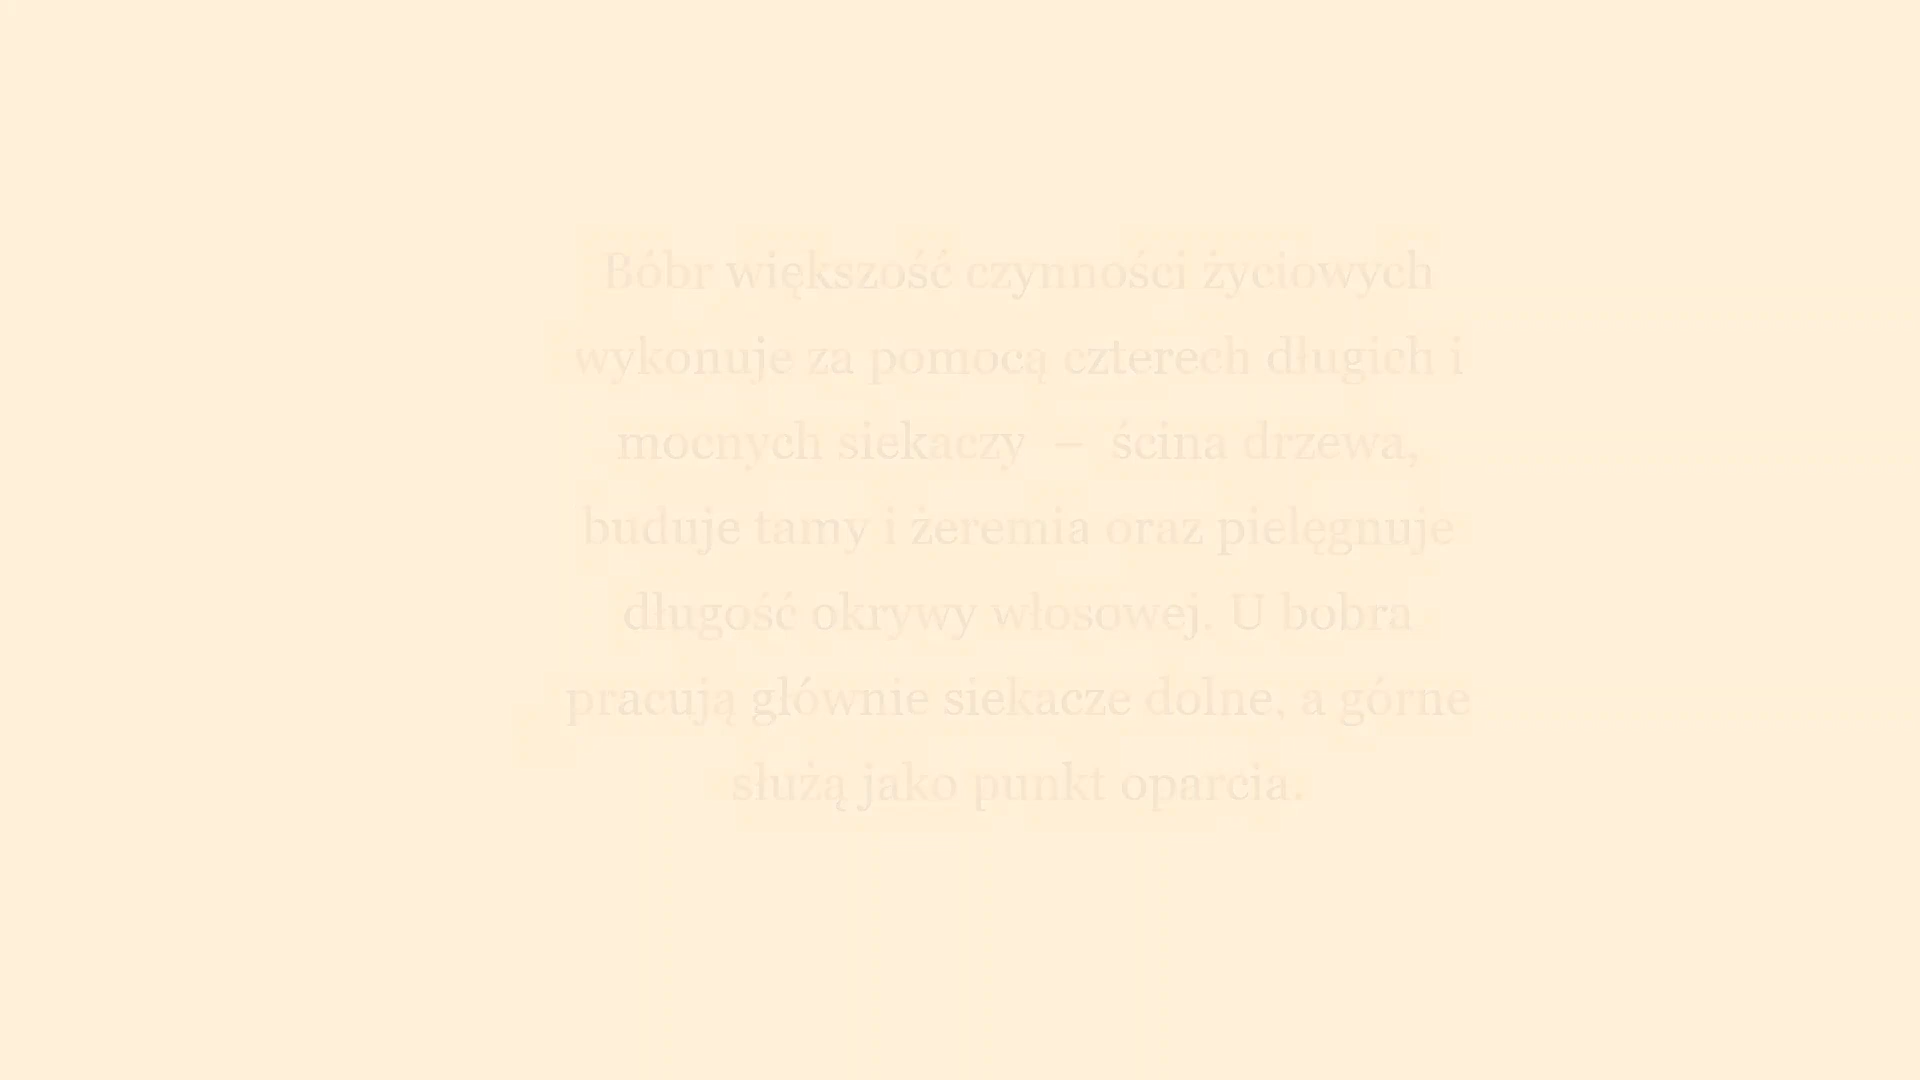 Bóbr większość czynności życiowych
wykonuje za pomocą czterech długich i
mocnych siekaczy – ścina drzewa,
buduje tamy i żeremia oraz pielęgnuje
długość okrywy włosowej. U bobra
pracują głównie siekacze dolne, a górne
służą jako punkt oparcia.